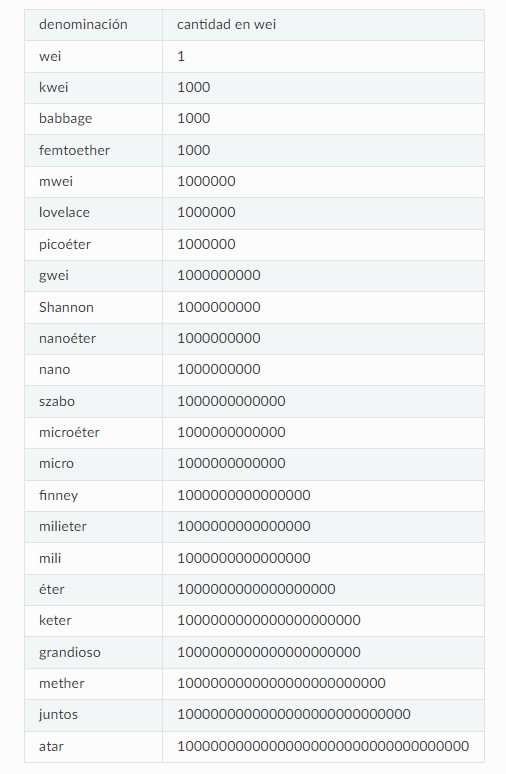 denominación cantidad en wei
wei 1
kwei 1000
babbage 1000
femtoether 1000
mwei 1000000
lovelace 1000000
picoéter 1000000
gwei 1000000000
Shannon 1000000000
nanoéter 1000000000
nano 1000000000
szabo 1000000000000
microéter 1000000000000
micro 1000000000000
finney 1000000000000000
milieter 1000000000000000
mili 1000000000000000
éter 1000000000000000000
keter 1000000000000000000000
grandioso 1000000000000000000000
mether 1000000000000000000000000
juntos 1000000000000000000000000000
atar 10000000000000000000000000000000000